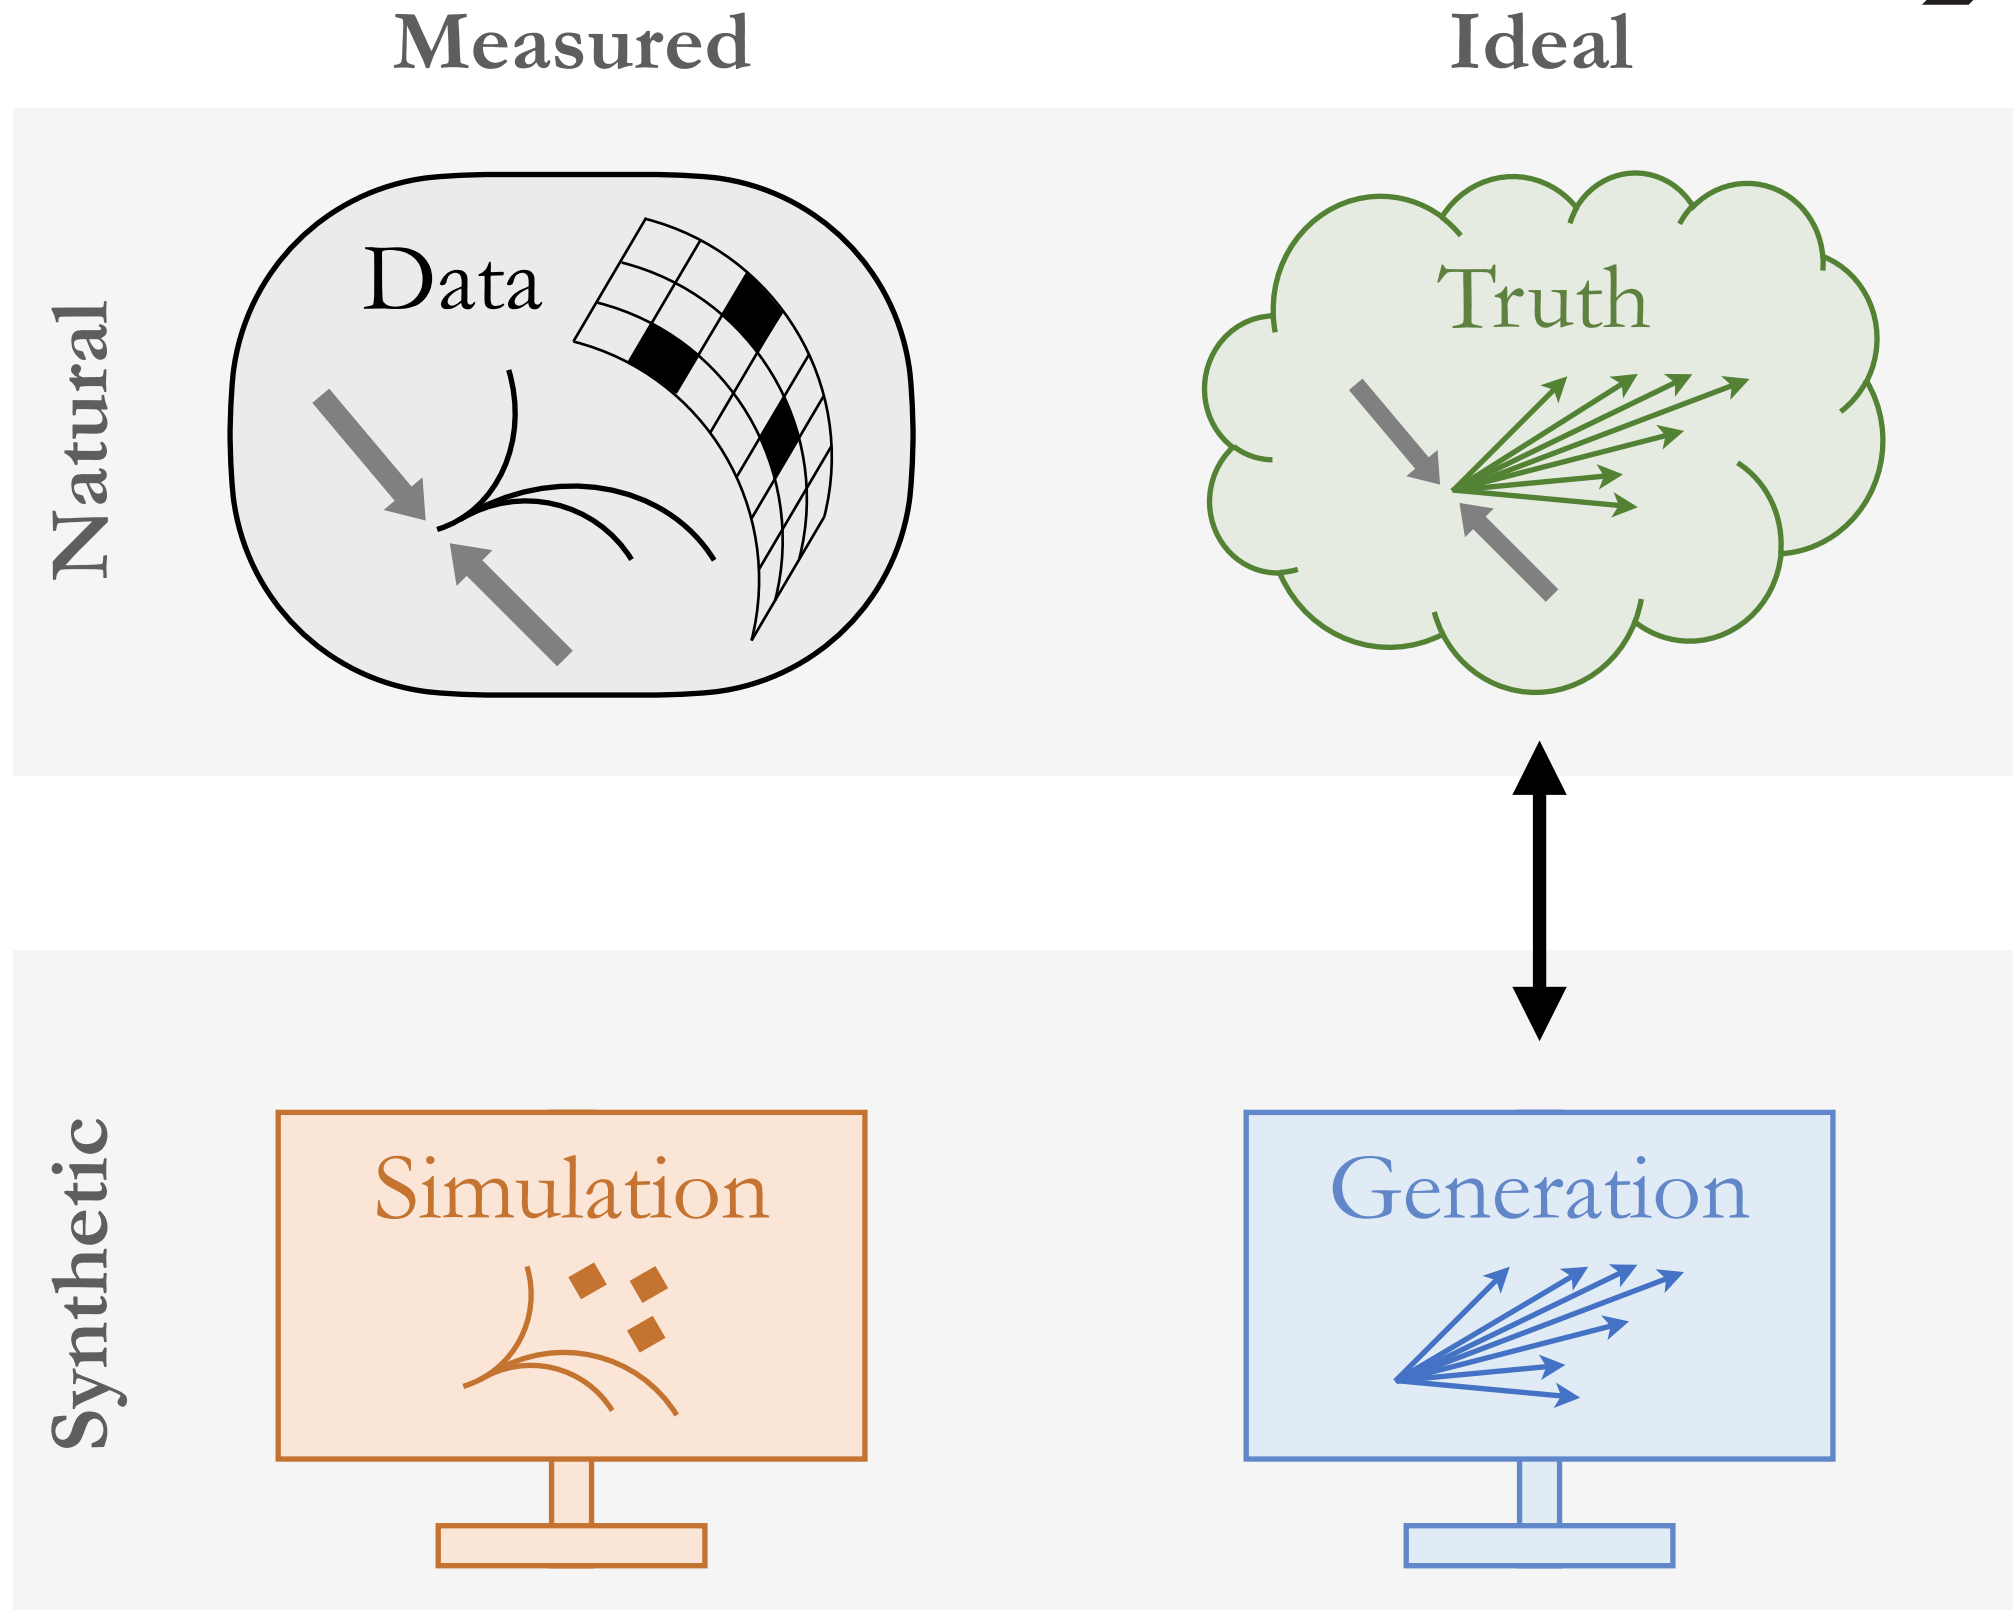 Measured
Ideal
Natural
Data
Truth
Synthetic
Simulation
Generation